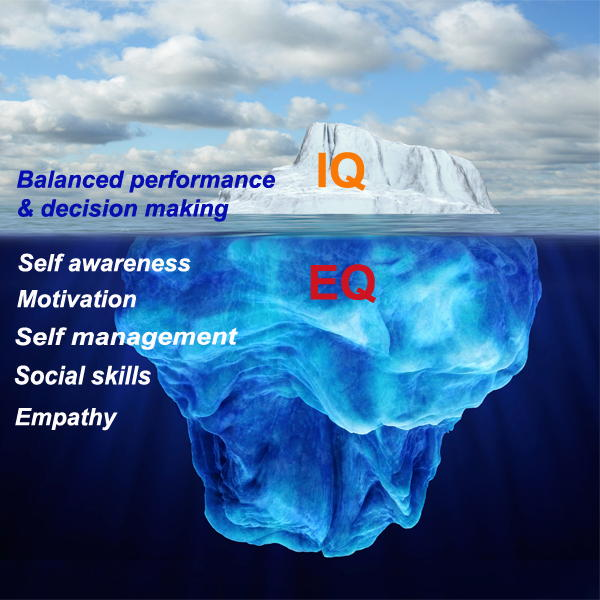 IQ
Balanced performance
& decision making
EQ
Self awareness
Motivation
Self management
Social skills
Empathy